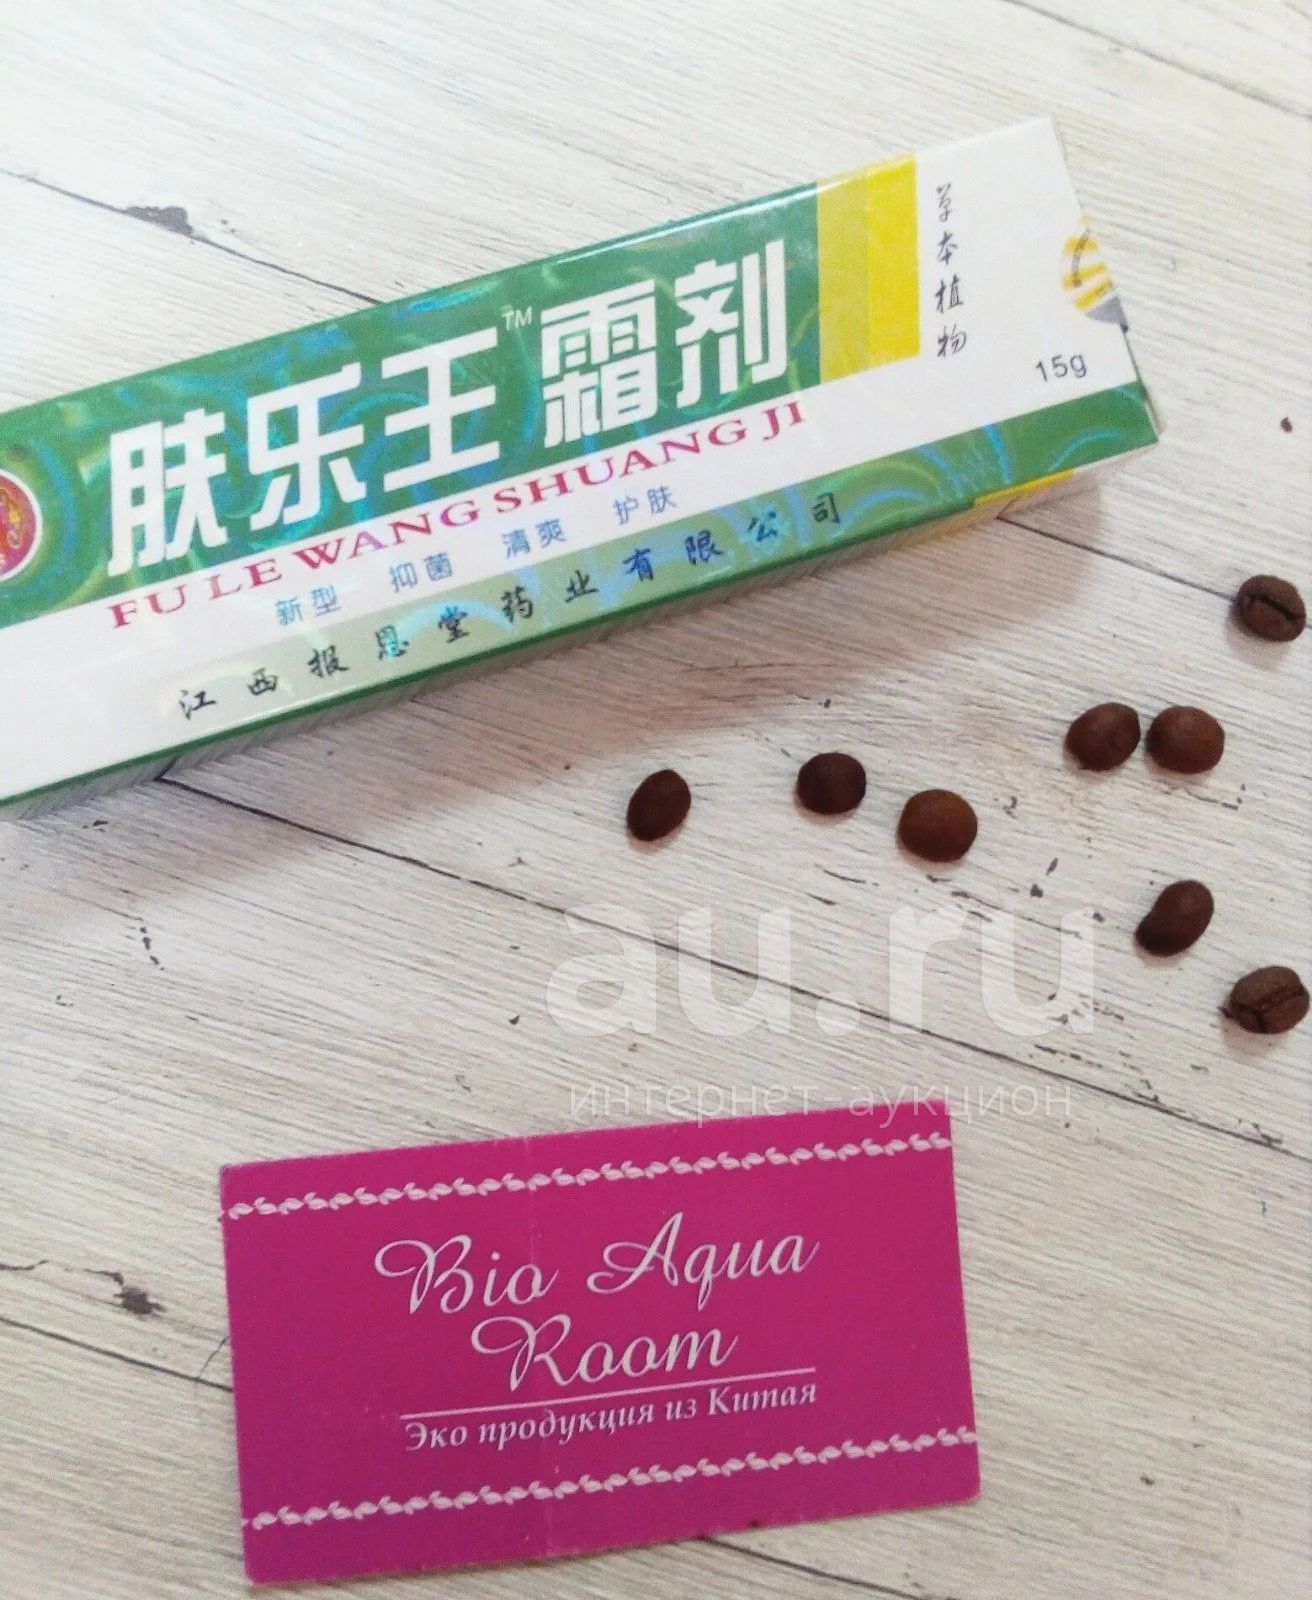 肤乐王™霜剂
FU LE WANG SHUANG JI
新型 抑菌 清爽 护肤
江西报恩堂药业有限公司
草本植物
15g
au.ru
интернет-аукцион
Bio Aqua
Room
Эко продукция из Китая